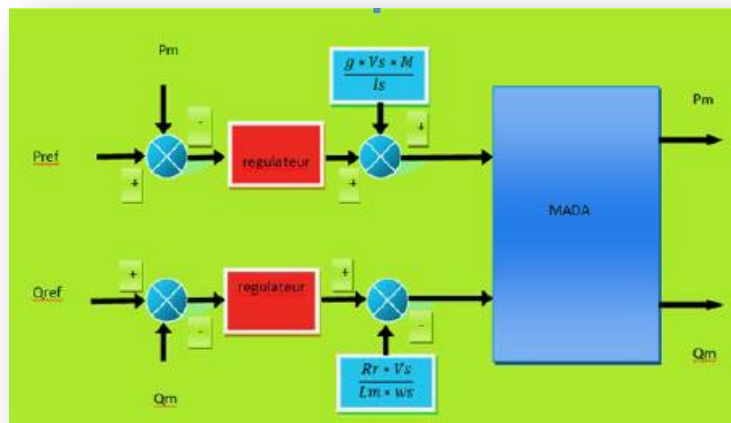 Pm
g * Vs * M
ls
-
+
Pm
Pref
regulateur
+
+
MADA
+
regulateur
+
Qref
-
-
Rr * Vs
Lm * ws
Qm
Qm